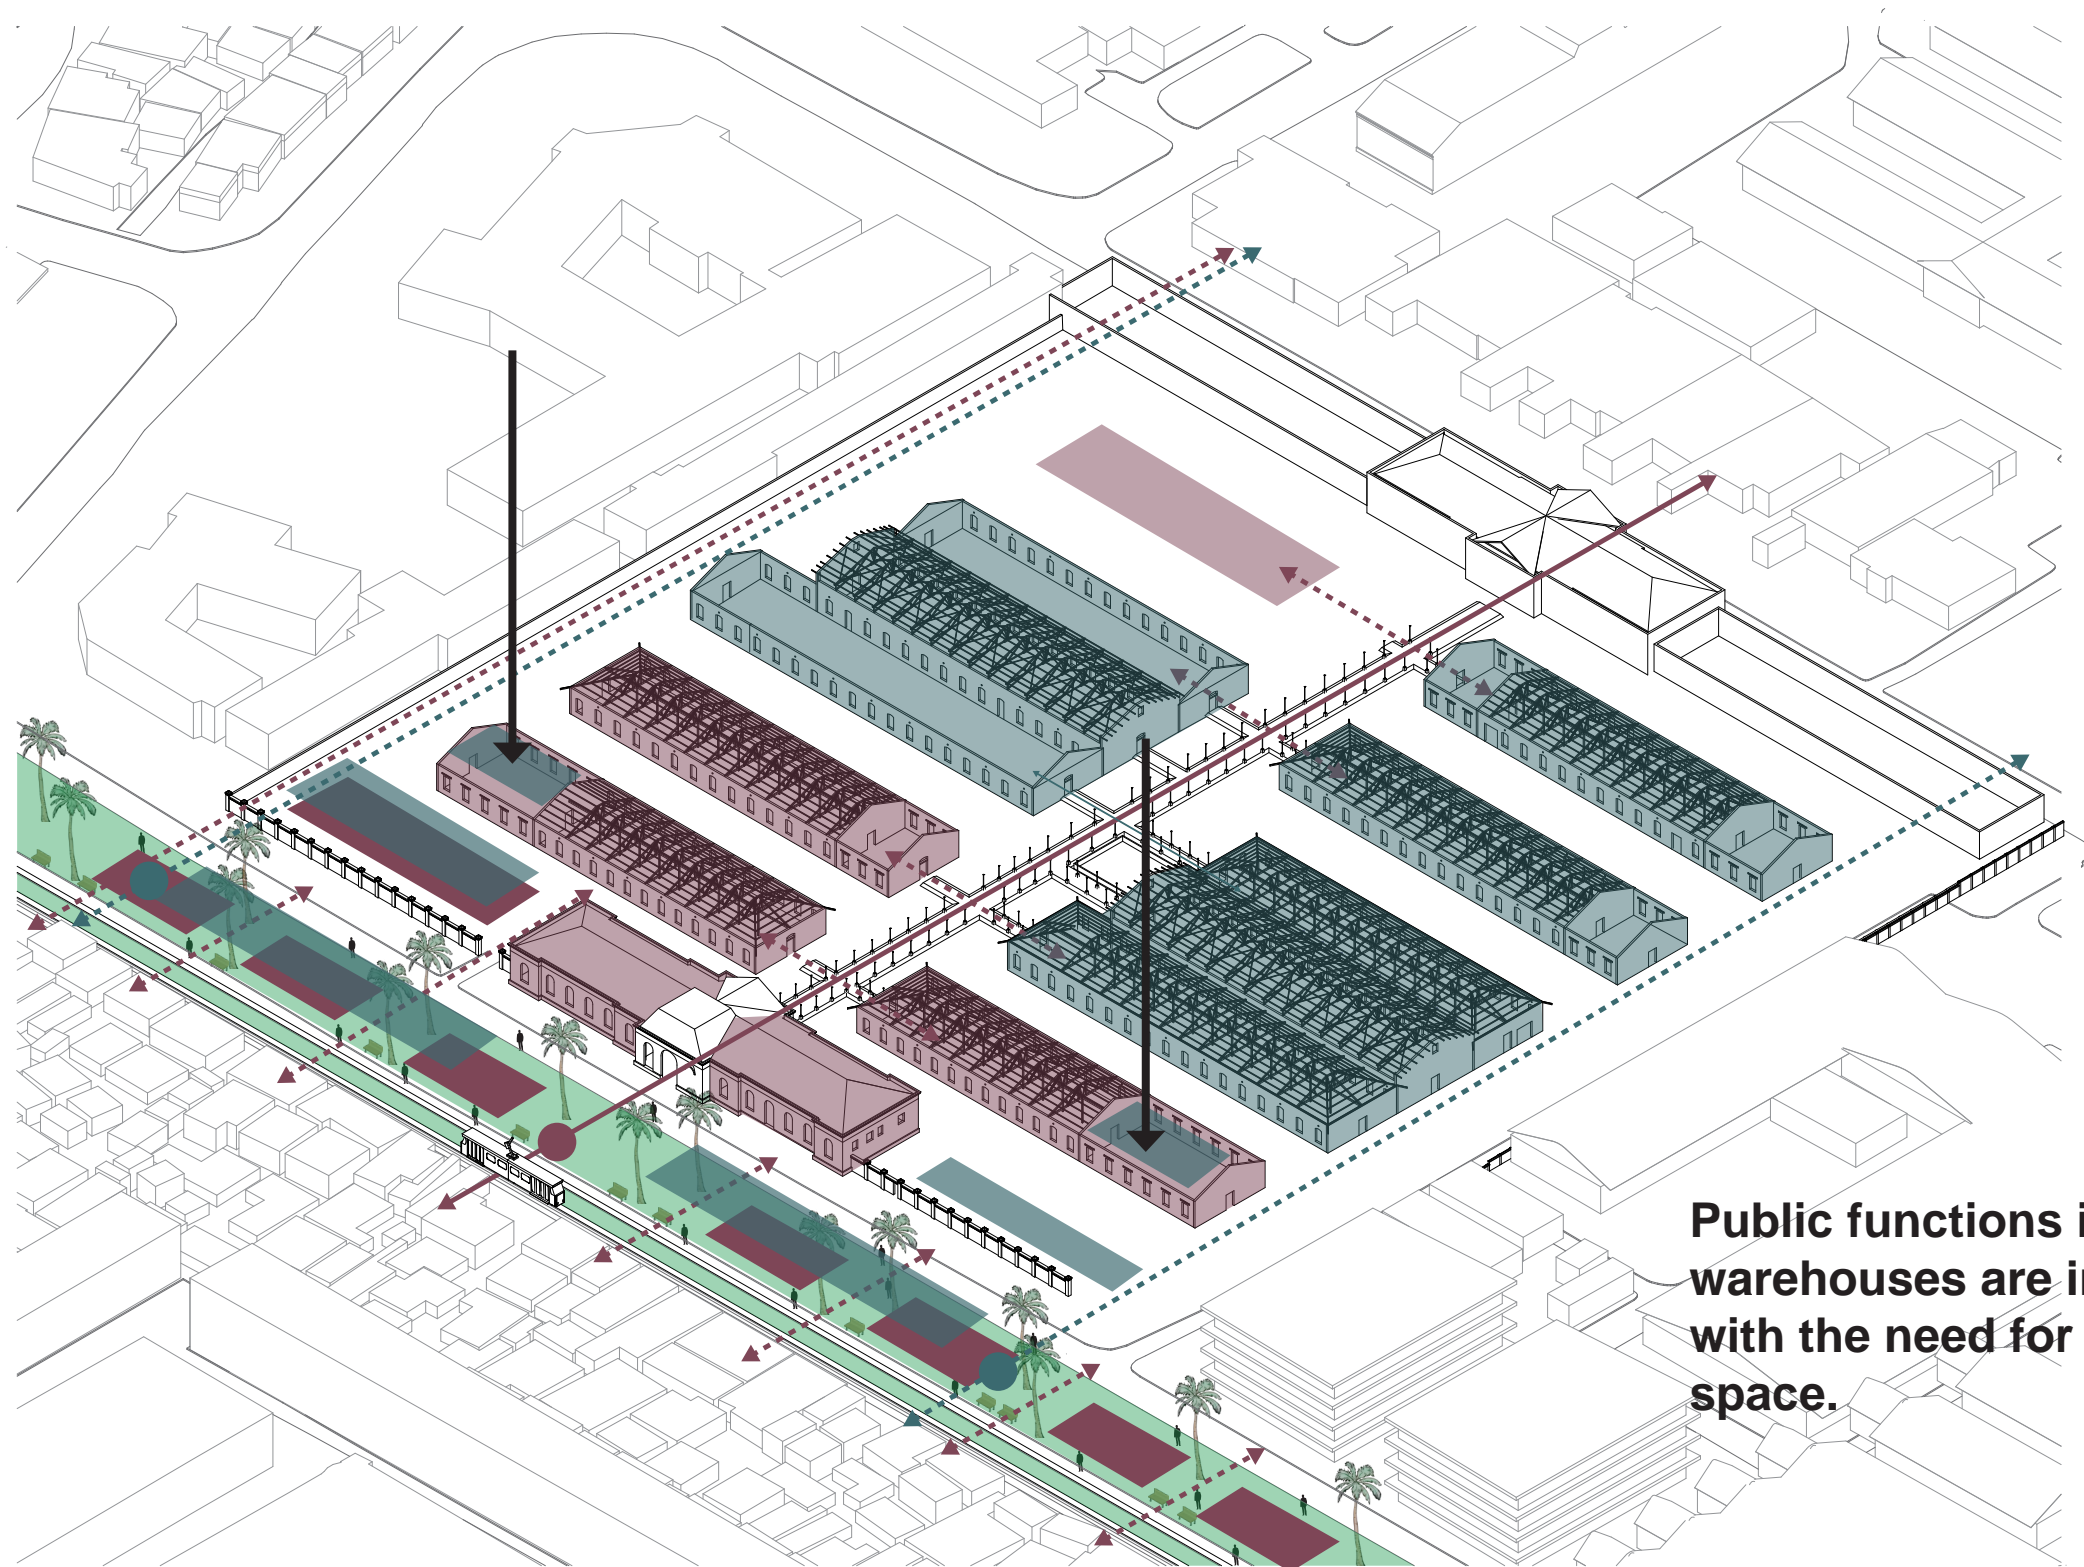 Public functions
warehouses are
with the need for
space.